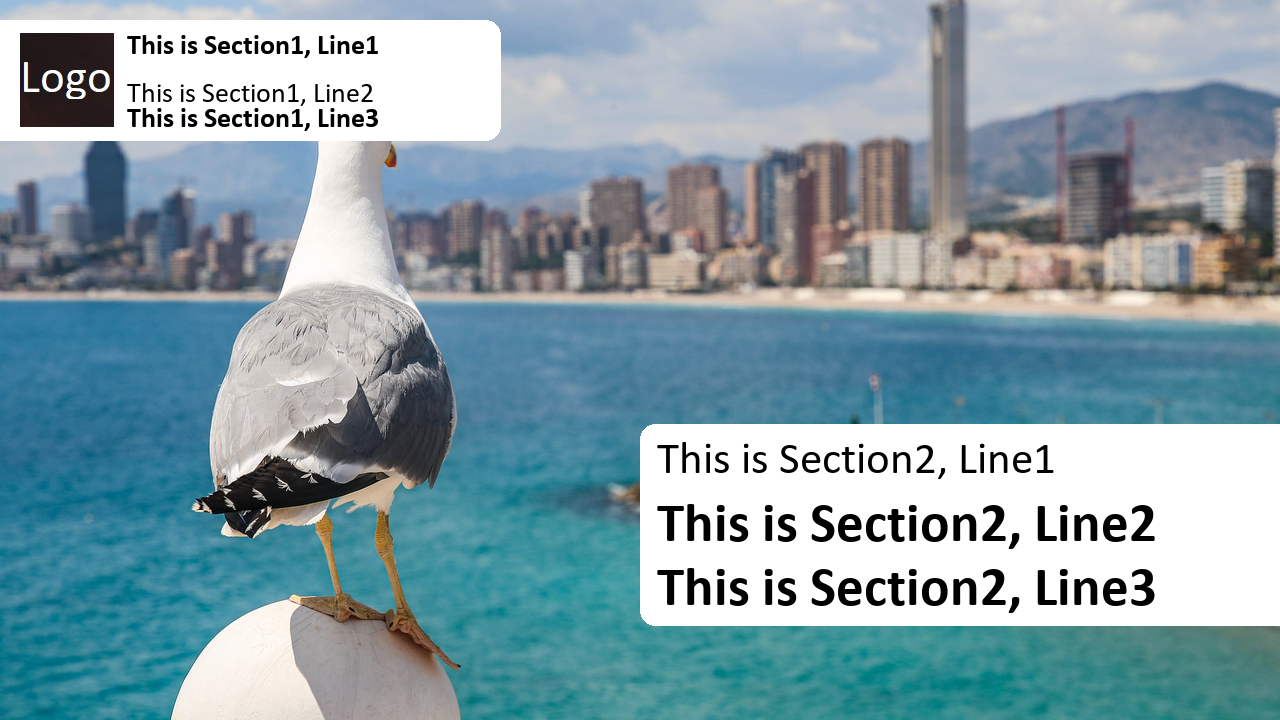 Logo
This is Section1, Line1
This is Section1, Line2
This is Section1, Line3
This is Section2, Line1
This is Section2, Line2
This is Section2, Line3